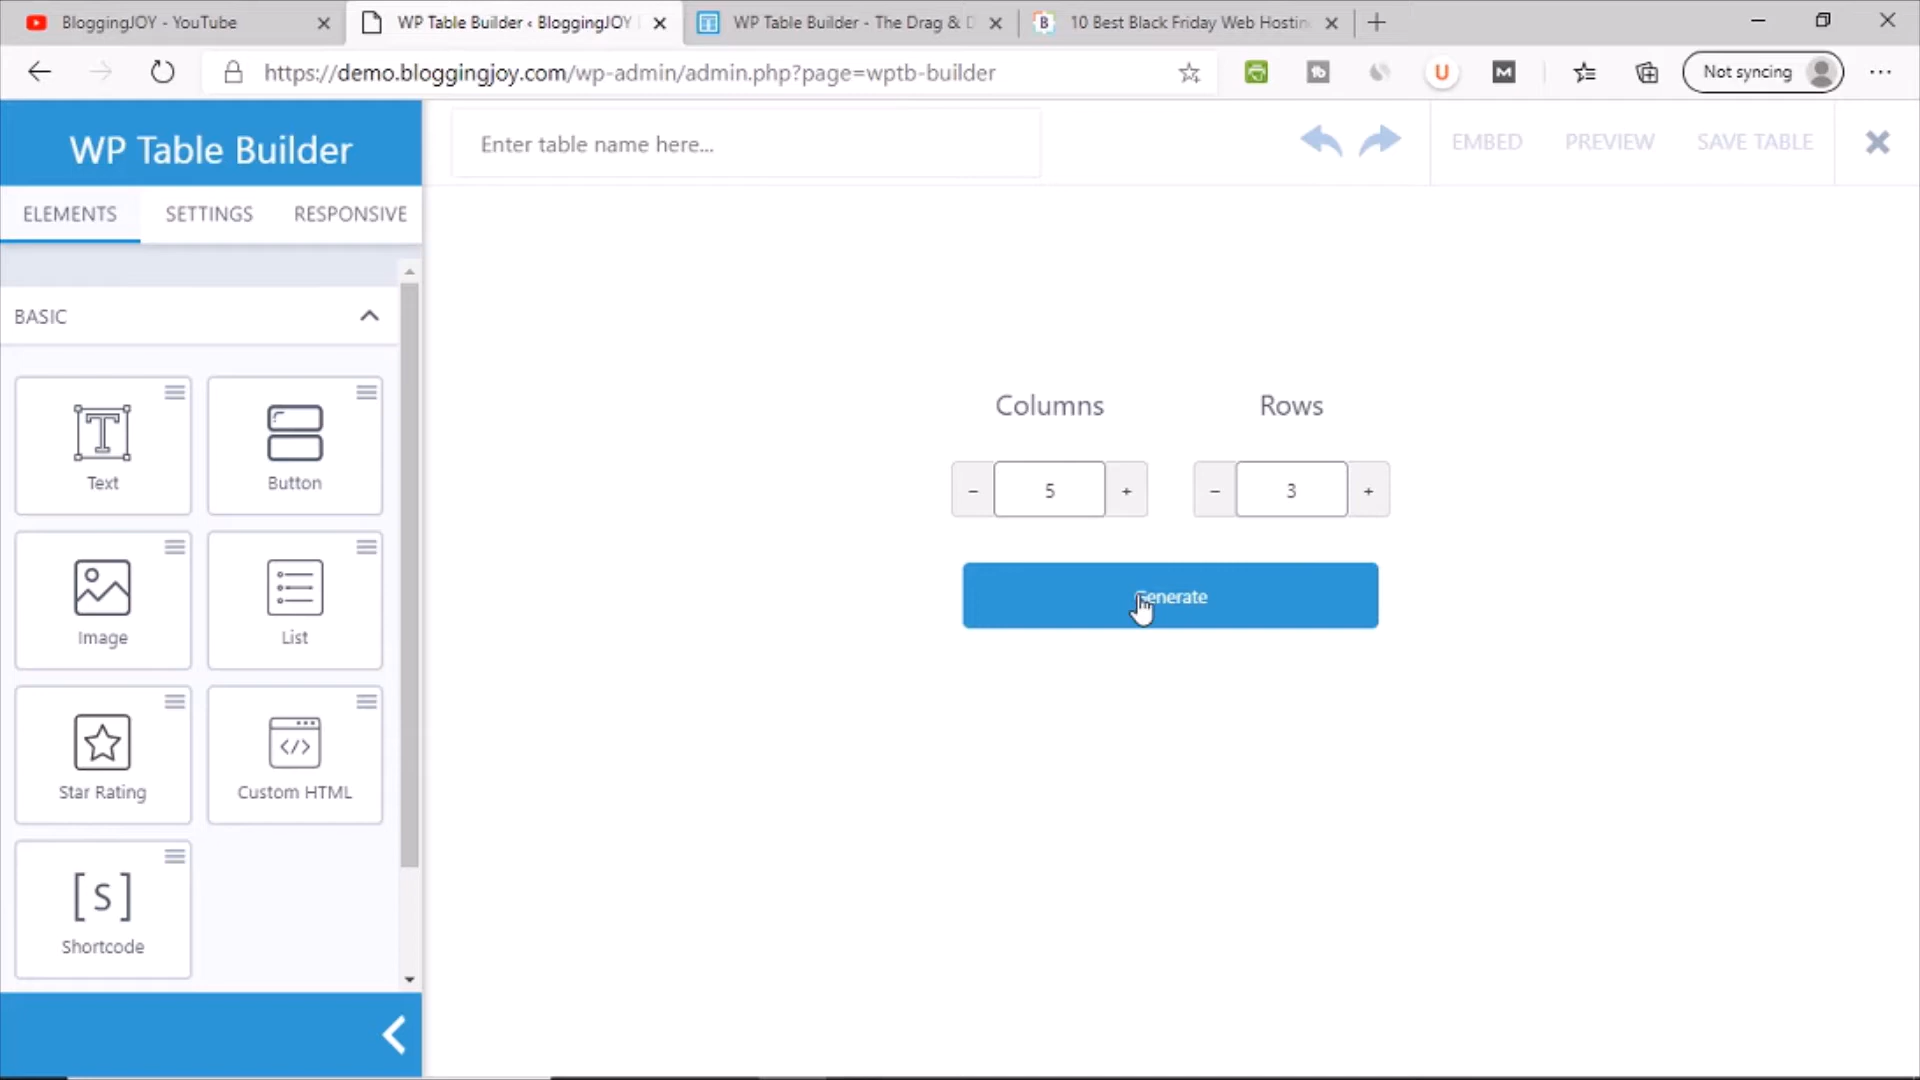 BloggingJOY - YouTube
WP Table Builder ‹ BloggingJOY
WP Table Builder - The Drag & D
10 Best Black Friday Web Hostin
https://demo.bloggingjoy.com/wp-admin/admin.php?page=wptb-builder
Not syncing
WP Table Builder
Enter table name here...
EMBED
PREVIEW
SAVE TABLE
ELEMENTS
SETTINGS
RESPONSIVE
BASIC
Text
Button
Image
List
Star Rating
Custom HTML
[S]
Shortcode
Columns
Rows
- 5 +
- 3 +
Generate